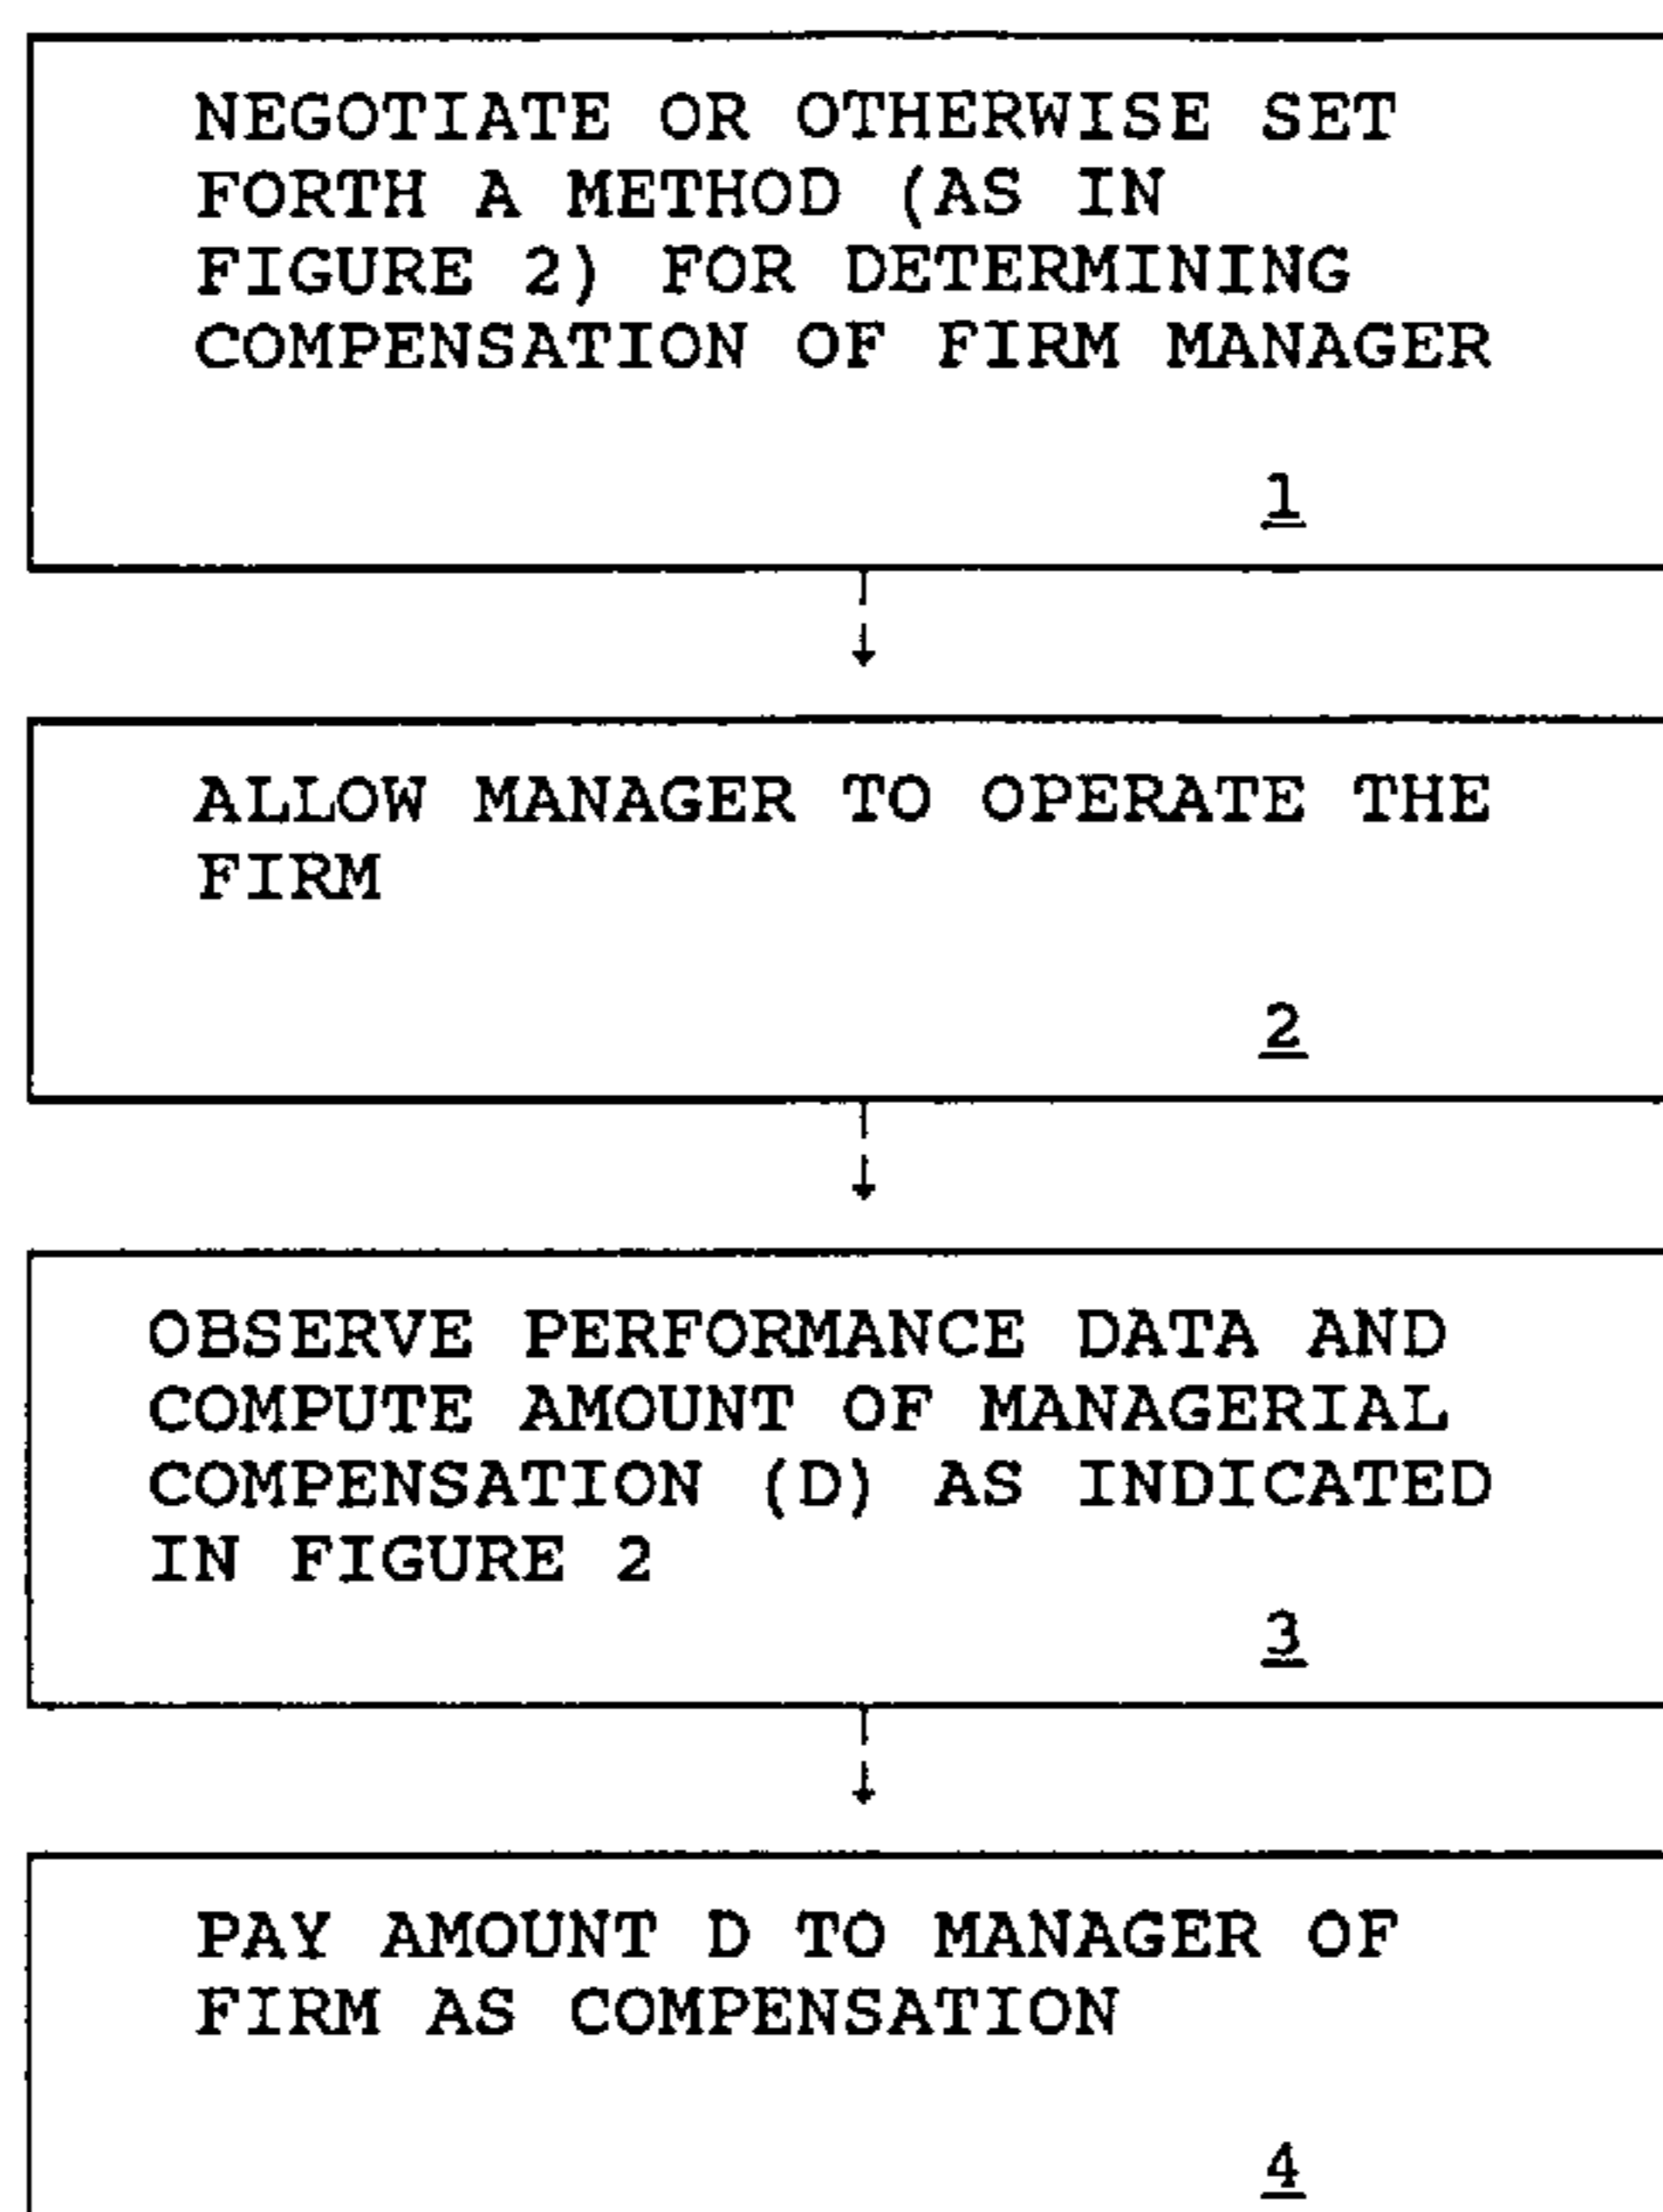 NEGOTIATE OR OTHERWISE SET
FORTH A METHOD (AS IN
FIGURE 2) FOR DETERMINING
COMPENSATION OF FIRM MANAGER
1
ALLOW MANAGER TO OPERATE THE
FIRM
2
OBSERVE PERFORMANCE DATA AND
COMPUTE AMOUNT OF MANAGERIAL
COMPENSATION (D) AS INDICATED
IN FIGURE 2
3
PAY AMOUNT D TO MANAGER OF
FIRM AS COMPENSATION
4